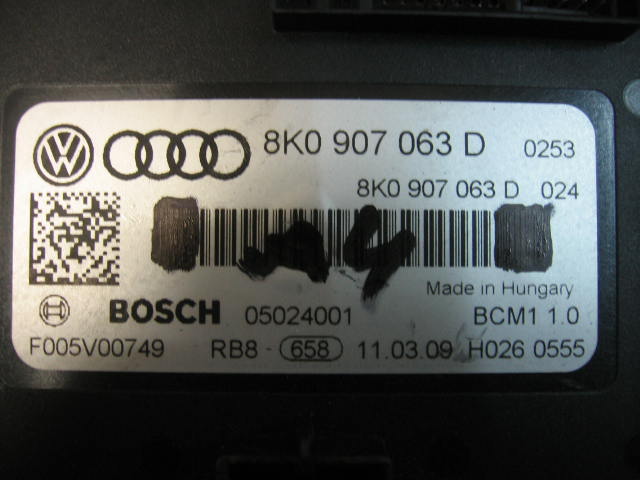 8K0 907 063 D 0253
8K0 907 063 D 024
A4
Made in Hungary
BOSCH 05024001 BCM1 1.0
F005V00749 RB8- 658 11.03.09 H026 0555